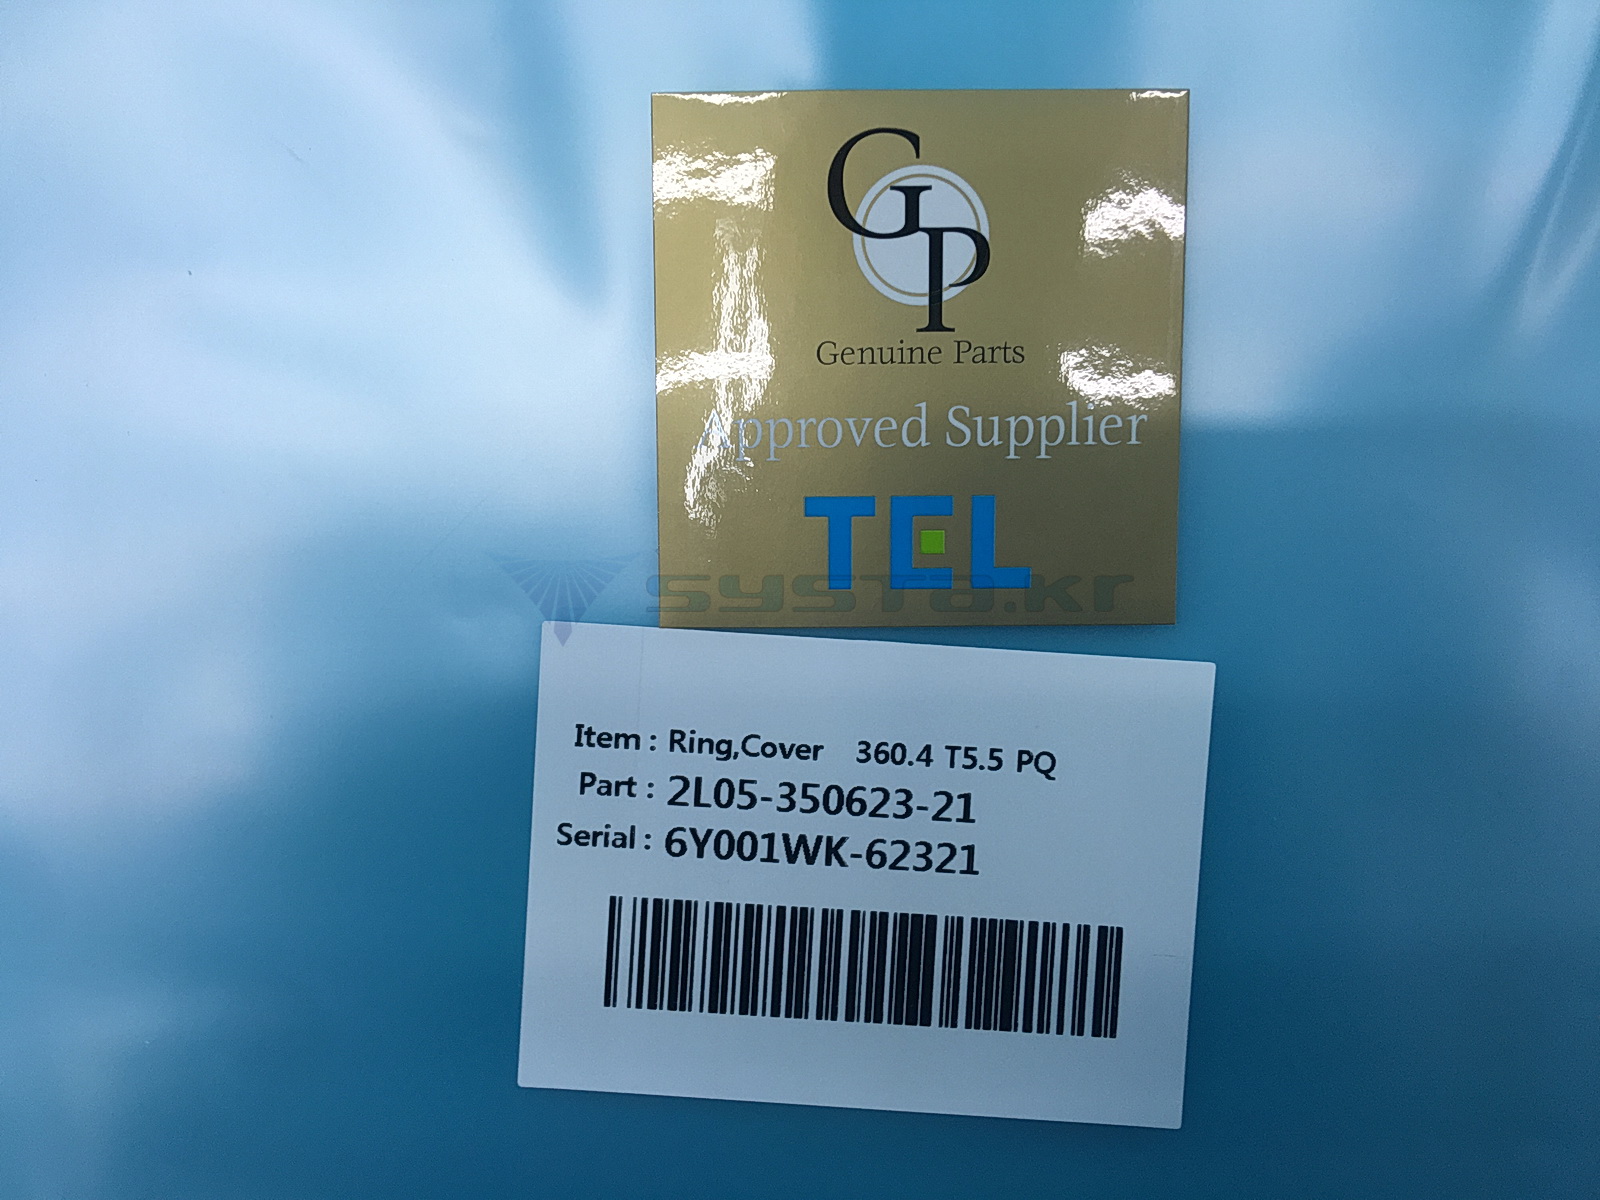 GP
Genuine Parts
Approved Supplier
TEL
systa.kr
Item : Ring,Cover 360.4 T5.5 PQ
Part : 2L05-350623-21
Serial : 6Y001WK-62321